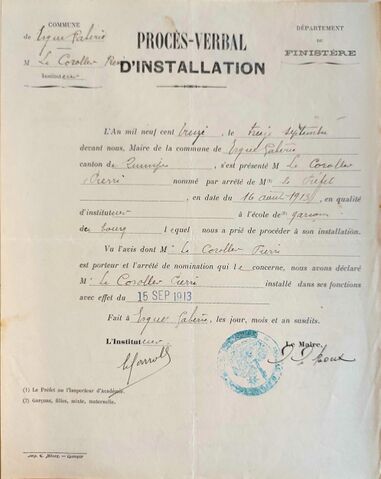 COMMUNE
de Ergué Gabéric
M Le Coroller Pierre
Instituteur
PROCÈS-VERBAL
D'INSTALLATION
DÉPARTEMENT
DU
FINISTÈRE
L'An mil neuf cent treize, le treize septembre
devant nous, Maire de la commune de Ergué Gabéric
canton de Quimper, s'est présenté M Le Coroller
Pierre nommé par arrêté de M le Préfet
, en date du 16 août 1913, en qualité
d'instituteur à l'école de garçons
du bourg lequel nous a prié de procéder à son installation.
Vu l'avis dont M Le Coroller Pierre
est porteur et l'arrêté de nomination qui le concerne, nous avons déclaré
M Le Coroller Pierre installé dans ses fonctions
avec effet du 15 SEP 1913
Fait à Ergué Gabéric, les jour, mois et an susdits.
L'Instituteur
Le Maire,
(1) Le Préfet ou l'Inspecteur d'Académie.
(2) Garçons, filles, mixte, maternelle.